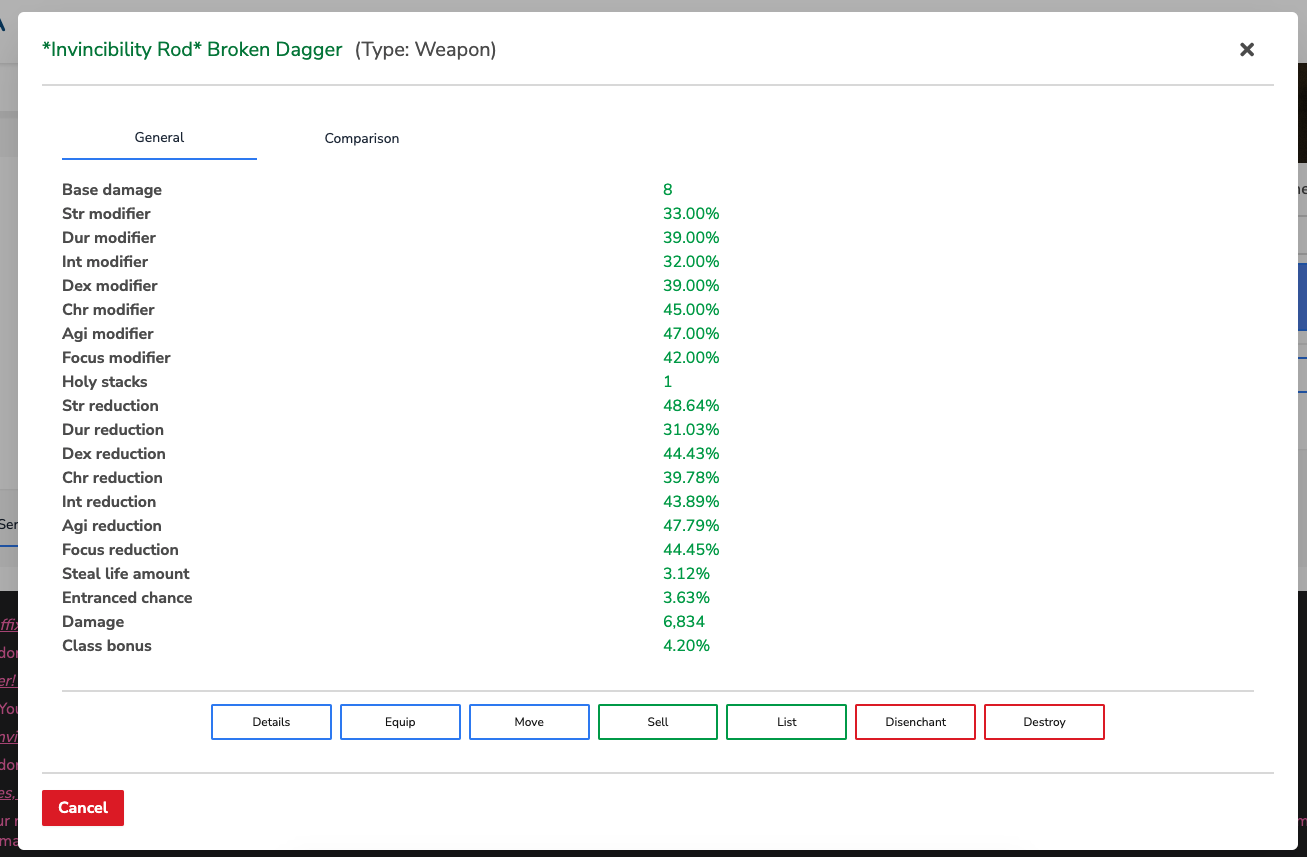 *Invincibility Rod* Broken Dagger (Type: Weapon)
General Comparison
Base damage 8
Str modifier 33.00%
Dur modifier 39.00%
Int modifier 32.00%
Dex modifier 39.00%
Chr modifier 45.00%
Agi modifier 47.00%
Focus modifier 42.00%
Holy stacks 1
Str reduction 48.64%
Dur reduction 31.03%
Dex reduction 44.43%
Chr reduction 39.78%
Int reduction 43.89%
Agi reduction 47.79%
Focus reduction 44.45%
Steal life amount 3.12%
Entranced chance 3.63%
Damage 6,834
Class bonus 4.20%
Details Equip Move Sell List Disenchant Destroy
Cancel